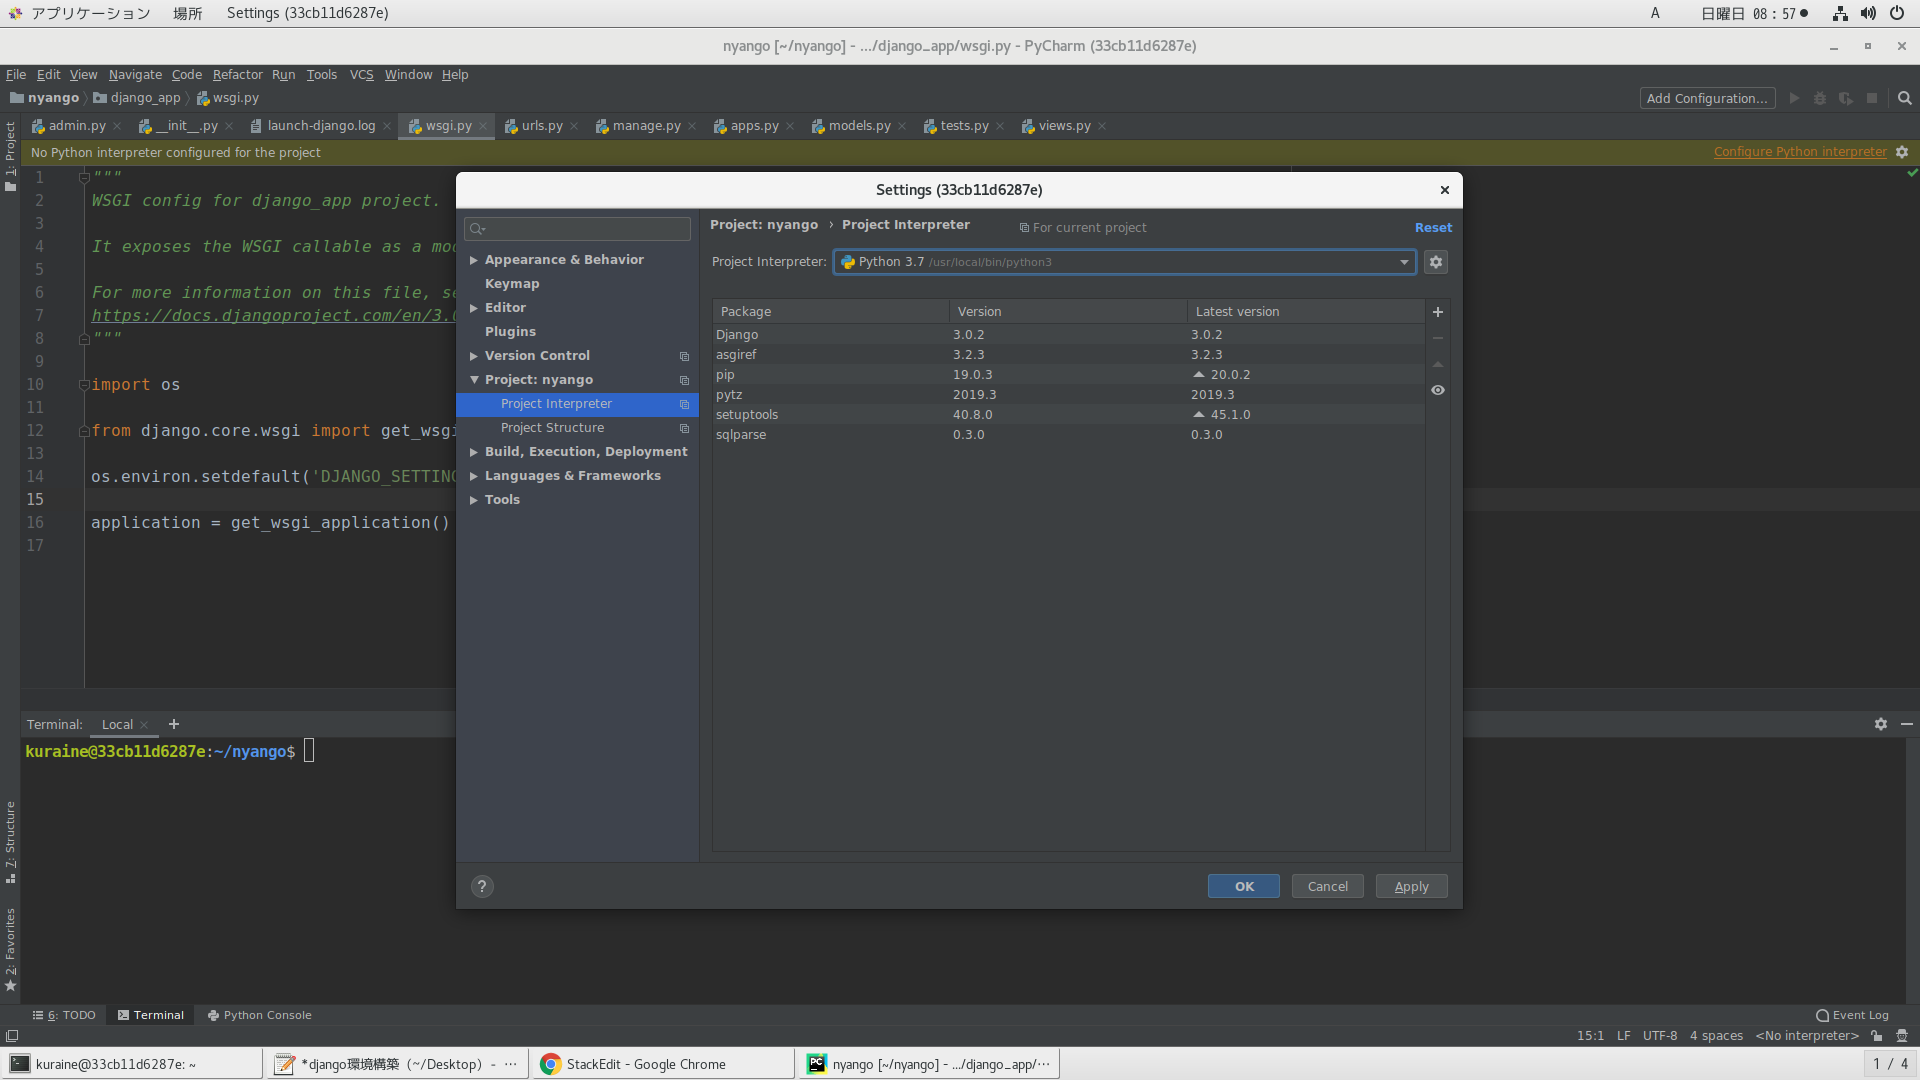 アプリケーション 場所 Settings (33cb11d6287e) A 日曜日 08：57●
nyango [~/nyango] - .../django_app/wsgi.py - PyCharm (33cb11d6287e)
File Edit View Navigate Code Refactor Run Tools VCS Window Help
nyango django_app wsgi.py Add Configuration...
admin.py __init__.py launch-django.log wsgi.py urls.py manage.py apps.py models.py tests.py views.py
No Python interpreter configured for the project Configure Python interpreter
1: Project
1 """
2 WSGI config for django_app project.
3
4 It exposes the WSGI callable as a mod
5
6 For more information on this file, se
7 https://docs.djangoproject.com/en/3.0
8 """
9
10 import os
11
12 from django.core.wsgi import get_wsgi
13
14 os.environ.setdefault('DJANGO_SETTING
15
16 application = get_wsgi_application()
17
Settings (33cb11d6287e)
Appearance & Behavior
Keymap
Editor
Plugins
Version Control
Project: nyango
Project Interpreter
Project Structure
Build, Execution, Deployment
Languages & Frameworks
Tools
Project: nyango › Project Interpreter For current project Reset
Project Interpreter: Python 3.7 /usr/local/bin/python3
Package Version Latest version
Django 3.0.2 3.0.2
asgiref 3.2.3 3.2.3
pip 19.0.3 20.0.2
pytz 2019.3 2019.3
setuptools 40.8.0 45.1.0
sqlparse 0.3.0 0.3.0
? OK Cancel Apply
Terminal: Local +
kuraine@33cb11d6287e:~/nyango$
7: Structure
2: Favorites
6: TODO Terminal Python Console Event Log
15:1 LF UTF-8 4 spaces <No interpreter>
kuraine@33cb11d6287e: ~ *django環境構築（~/Desktop） - … StackEdit - Google Chrome nyango [~/nyango] - .../django_app/… 1 / 4